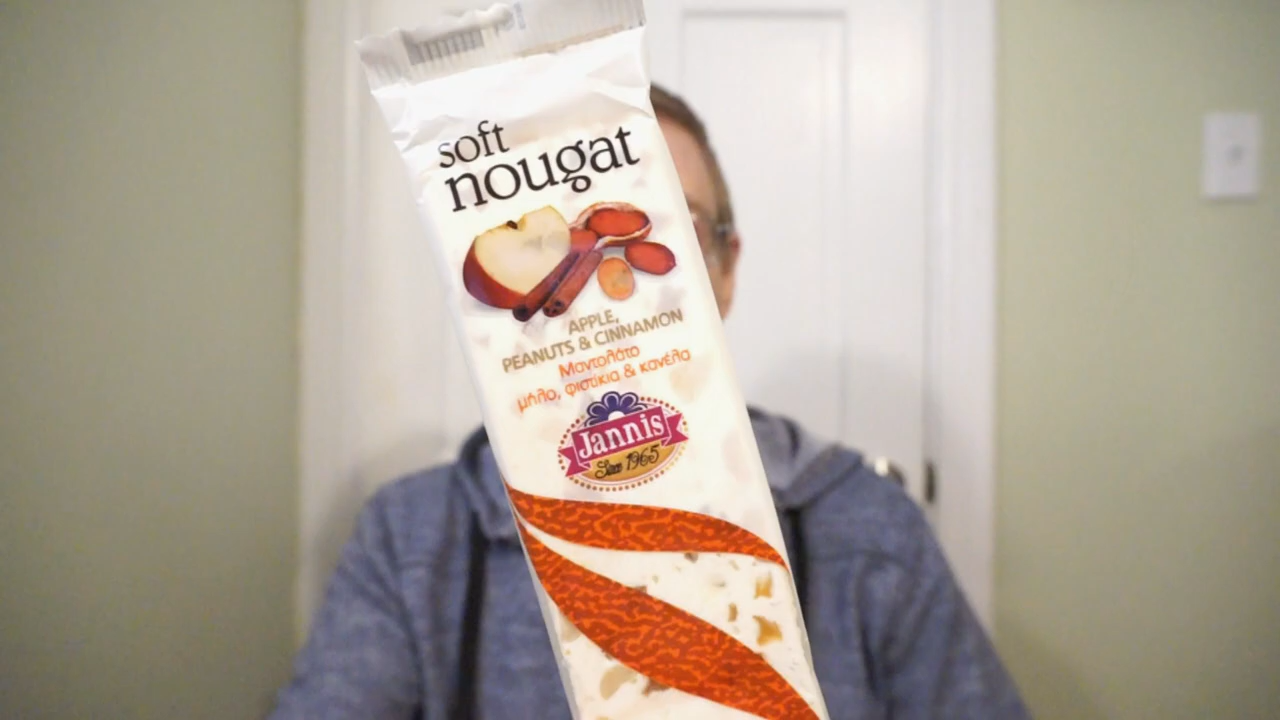 soft
nougat
APPLE,
PEANUTS & CINNAMON
Μαντολάτο
μήλο, φιστίκια & κανέλα
Jannis
Since 1965